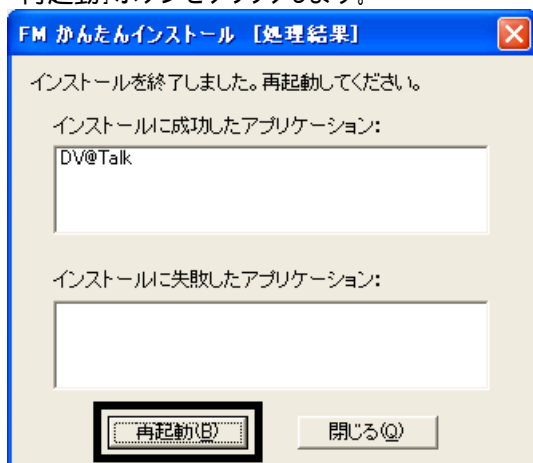 再起動]ボタンをクリックします。
FM かんたんインストール [処理結果]
インストールを終了しました。再起動してください。
インストールに成功したアプリケーション:
DV@Talk
インストールに失敗したアプリケーション:
再起動(B) 閉じる(Q)